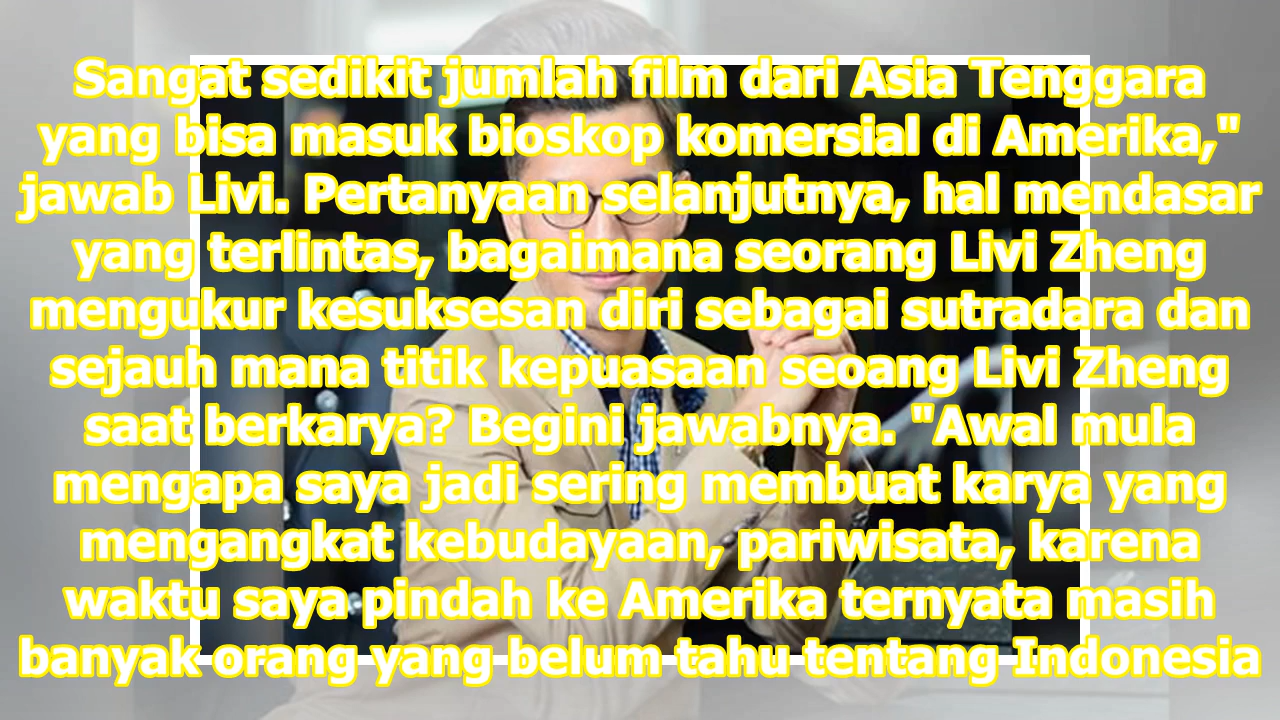 Sangat sedikit jumlah film dari Asia Tenggara
yang bisa masuk bioskop komersial di Amerika,"
jawab Livi. Pertanyaan selanjutnya, hal mendasar
yang terlintas, bagaimana seorang Livi Zheng
mengukur kesuksesan diri sebagai sutradara dan
sejauh mana titik kepuasaan seoang Livi Zheng
saat berkarya? Begini jawabnya. "Awal mula
mengapa saya jadi sering membuat karya yang
mengangkat kebudayaan, pariwisata, karena
waktu saya pindah ke Amerika ternyata masih
banyak orang yang belum tahu tentang Indonesia